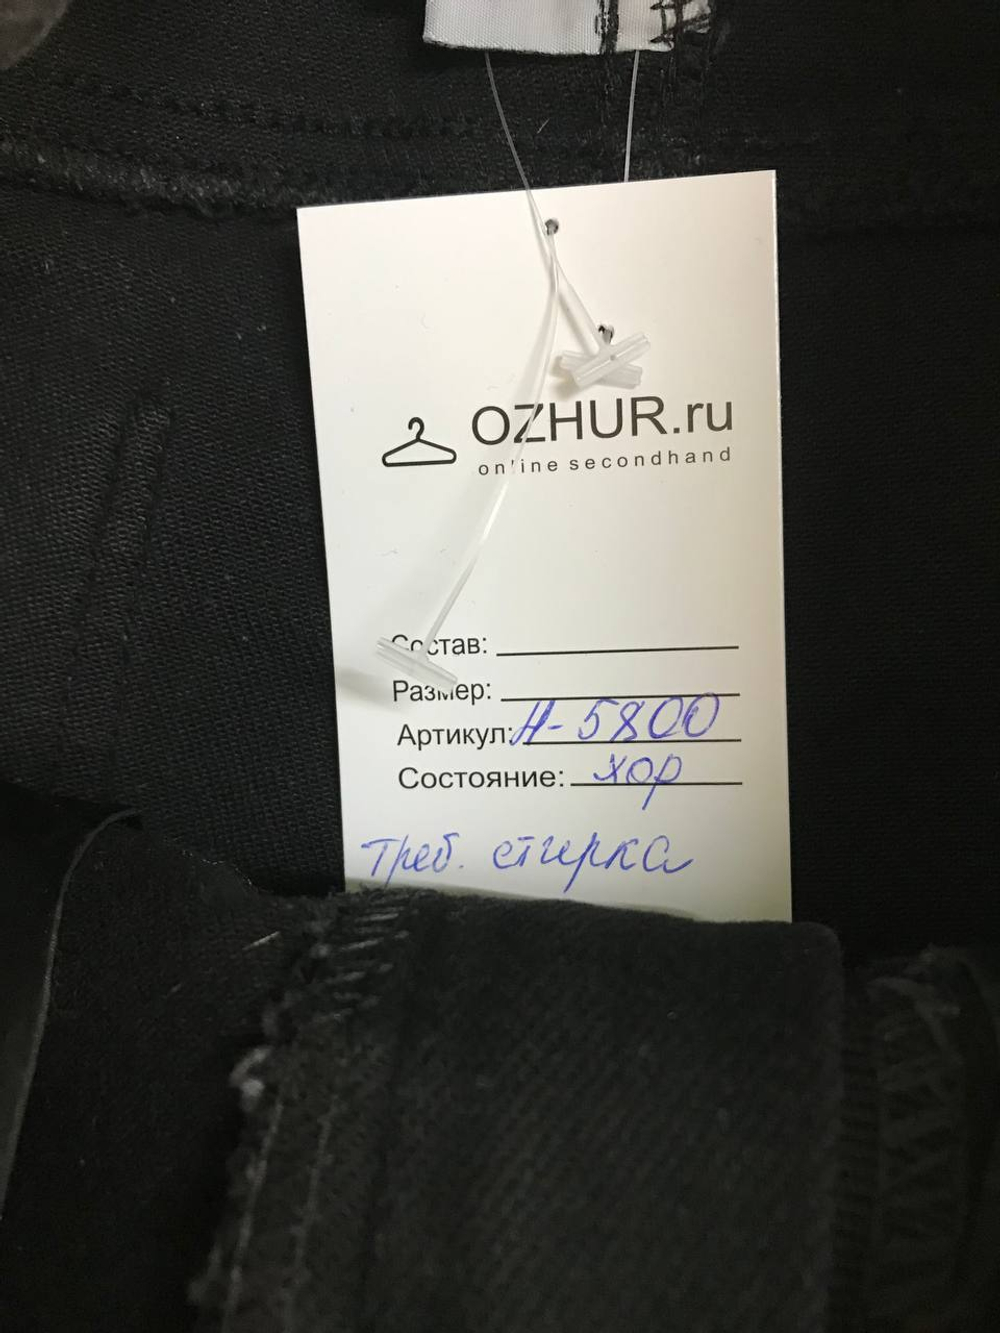 OZHUR.ru
online secondhand
Состав:
Размер:
Артикул: Н-5800
Состояние: хор
треб. стирка